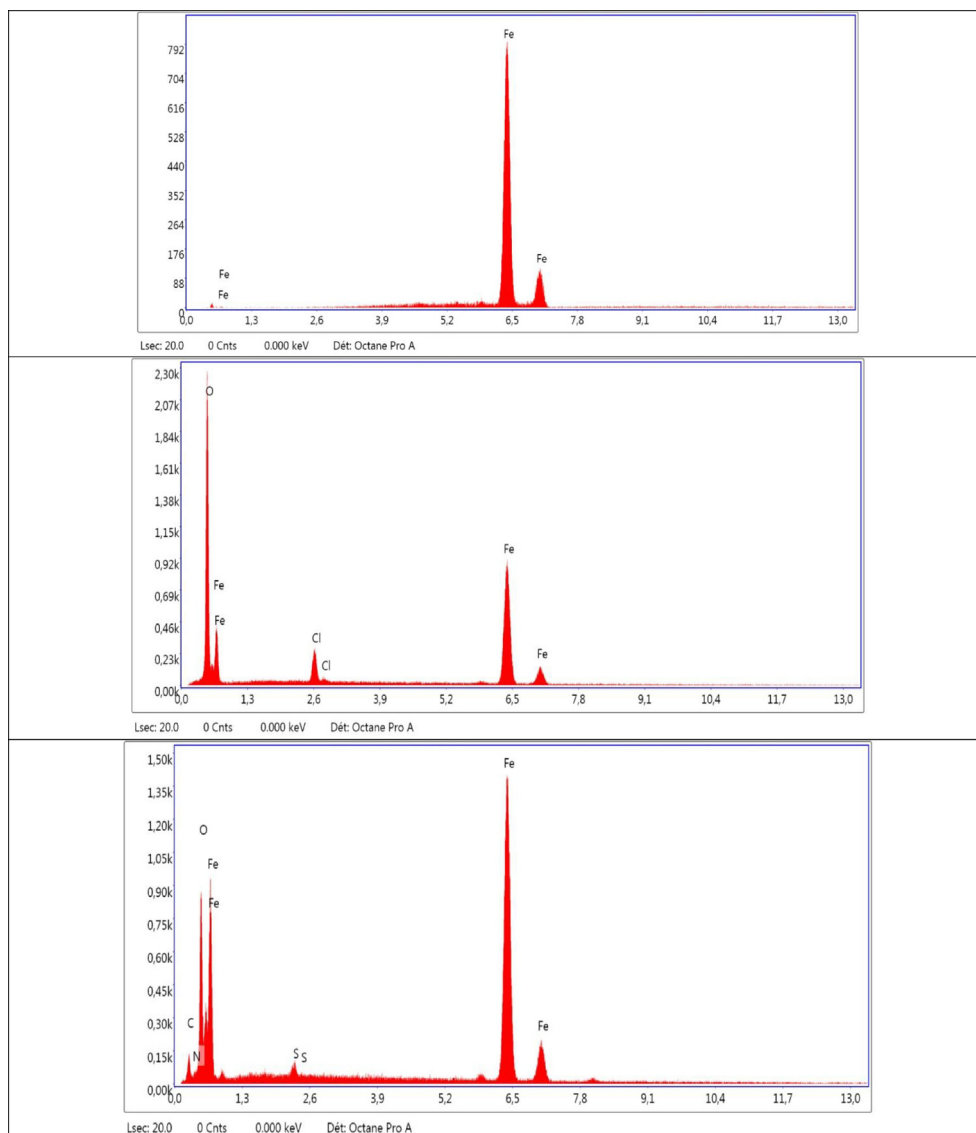 Fe
792
704
616
528
440
352
264
176
88
0
Fe
Fe
Fe
0,0 1,3 2,6 3,9 5,2 6,5 7,8 9,1 10,4 11,7 13,0
Lsec: 20.0 0 Cnts 0.000 keV Dét: Octane Pro A
2,30k
2,07k
1,84k
1,61k
1,38k
1,15k
0,92k
0,69k
0,46k
0,23k
0,00k
O
Fe
Fe
Cl
Cl
Fe
Fe
0,0 1,3 2,6 3,9 5,2 6,5 7,8 9,1 10,4 11,7 13,0
Lsec: 20.0 0 Cnts 0.000 keV Dét: Octane Pro A
1,50k
1,35k
1,20k
1,05k
0,90k
0,75k
0,60k
0,45k
0,30k
0,15k
0,00k
O
Fe
Fe
C
N
S S
Fe
Fe
0,0 1,3 2,6 3,9 5,2 6,5 7,8 9,1 10,4 11,7 13,0
Lsec: 20.0 0 Cnts 0.000 keV Dét: Octane Pro A